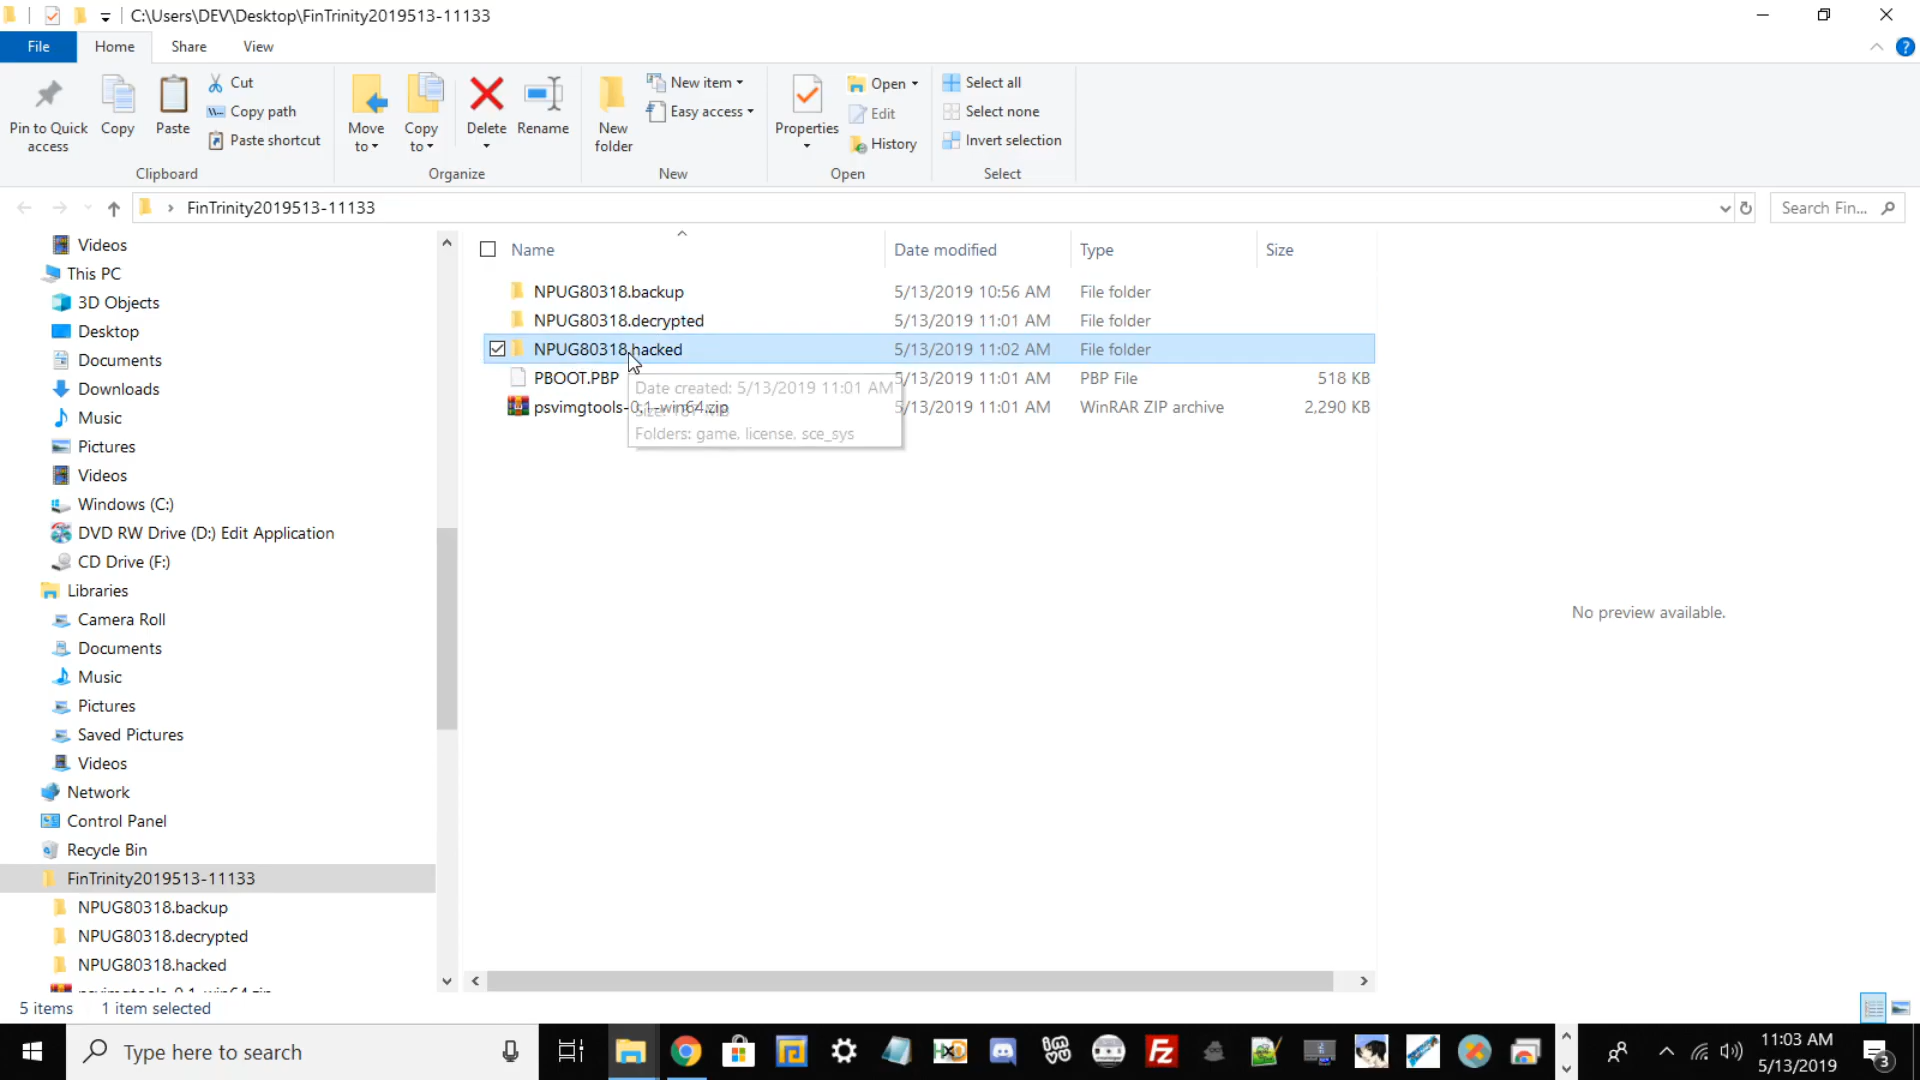 C:\Users\DEV\Desktop\FinTrinity2019513-11133
File
Home
Share
View
Pin to Quick access
Copy
Paste
Cut
Copy path
Paste shortcut
Clipboard
Move to
Copy to
Delete
Rename
Organize
New folder
New item
Easy access
New
Properties
Open
Edit
History
Open
Select all
Select none
Invert selection
Select
FinTrinity2019513-11133
Search Fin...
Videos
This PC
3D Objects
Desktop
Documents
Downloads
Music
Pictures
Videos
Windows (C:)
DVD RW Drive (D:) Edit Application
CD Drive (F:)
Libraries
Camera Roll
Documents
Music
Pictures
Saved Pictures
Videos
Network
Control Panel
Recycle Bin
FinTrinity2019513-11133
NPUG80318.backup
NPUG80318.decrypted
NPUG80318.hacked
Name
Date modified
Type
Size
NPUG80318.backup 5/13/2019 10:56 AM File folder
NPUG80318.decrypted 5/13/2019 11:01 AM File folder
NPUG80318.hacked 5/13/2019 11:02 AM File folder
PBOOT.PBP 5/13/2019 11:01 AM PBP File 518 KB
psvimgtools-0.1-win64.zip 5/13/2019 11:01 AM WinRAR ZIP archive 2,290 KB
Date created: 5/13/2019 11:01 AM
Folders: game, license, sce_sys
No preview available.
5 items
1 item selected
Type here to search
11:03 AM
5/13/2019
3